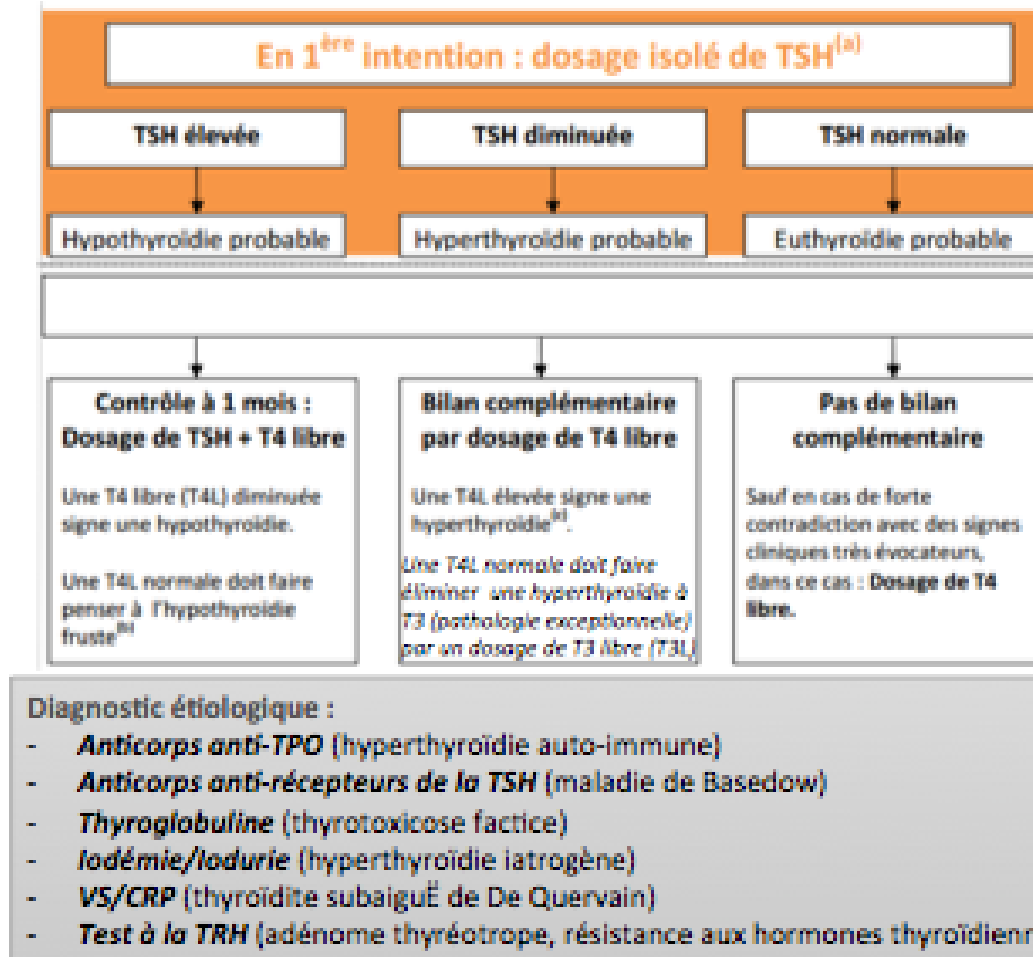 En 1ère intention : dosage isolé de TSH(a)
TSH élevée
TSH diminuée
TSH normale
Hypothyroïdie probable
Hyperthyroïdie probable
Euthyroïdie probable
Contrôle à 1 mois :
Dosage de TSH + T4 libre
Une T4 libre (T4L) diminuée
signe une hypothyroïdie.
Une T4L normale doit faire
penser à l'hypothyroïdie
fruste(b)
Bilan complémentaire
par dosage de T4 libre
Une T4L élevée signe une
hyperthyroïdie(c).
Une T4L normale doit faire
éliminer une hyperthyroïdie à
T3 (pathologie exceptionnelle)
par un dosage de T3 libre (T3L)
Pas de bilan
complémentaire
Sauf en cas de forte
contradiction avec des signes
cliniques très évocateurs,
dans ce cas : Dosage de T4
libre.
Diagnostic étiologique :
- Anticorps anti-TPO (hyperthyroïdie auto-immune)
- Anticorps anti-récepteurs de la TSH (maladie de Basedow)
- Thyroglobuline (thyrotoxicose factice)
- Iodémie/Iodurie (hyperthyroïdie iatrogène)
- VS/CRP (thyroïdite subaiguË de De Quervain)
- Test à la TRH (adénome thyréotrope, résistance aux hormones thyroïdienn